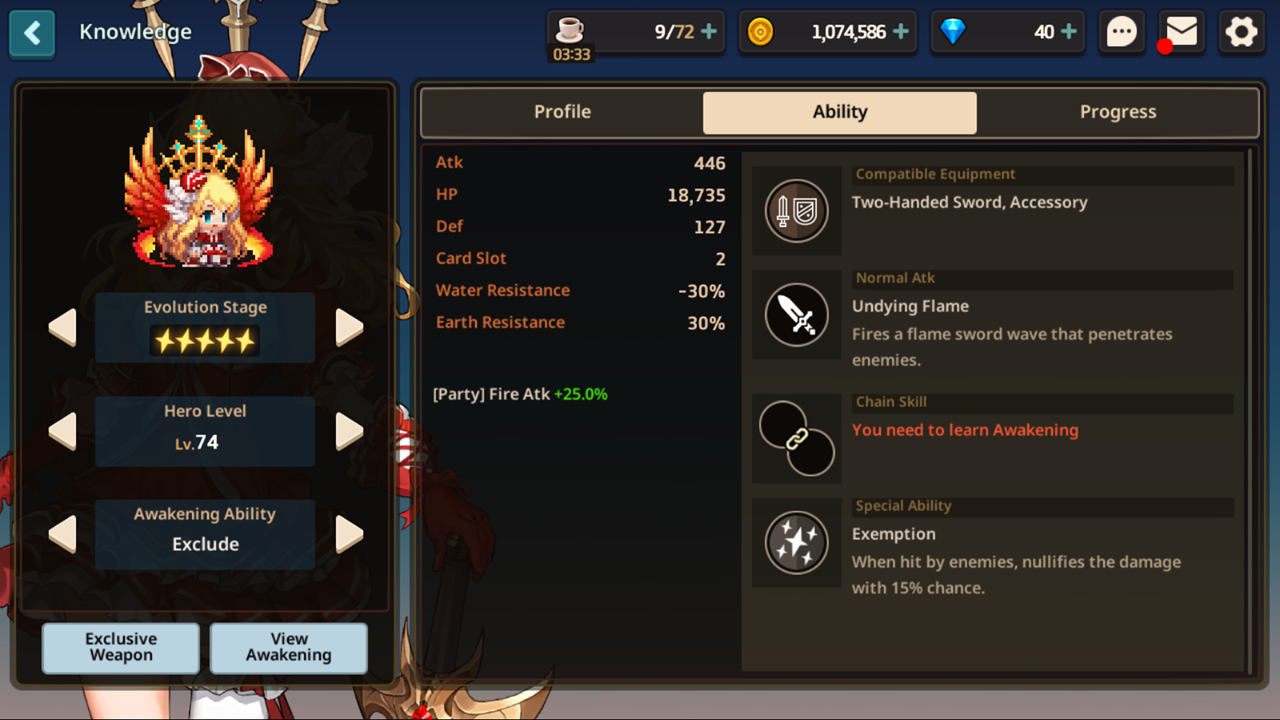 Knowledge
9/72
03:33
1,074,586
40
Profile
Ability
Progress
Evolution Stage
Hero Level
Lv.74
Awakening Ability
Exclude
Exclusive
Weapon
View
Awakening
Atk 446
HP 18,735
Def 127
Card Slot 2
Water Resistance -30%
Earth Resistance 30%
[Party] Fire Atk +25.0%
Compatible Equipment
Two-Handed Sword, Accessory
Normal Atk
Undying Flame
Fires a flame sword wave that penetrates
enemies.
Chain Skill
You need to learn Awakening
Special Ability
Exemption
When hit by enemies, nullifies the damage
with 15% chance.